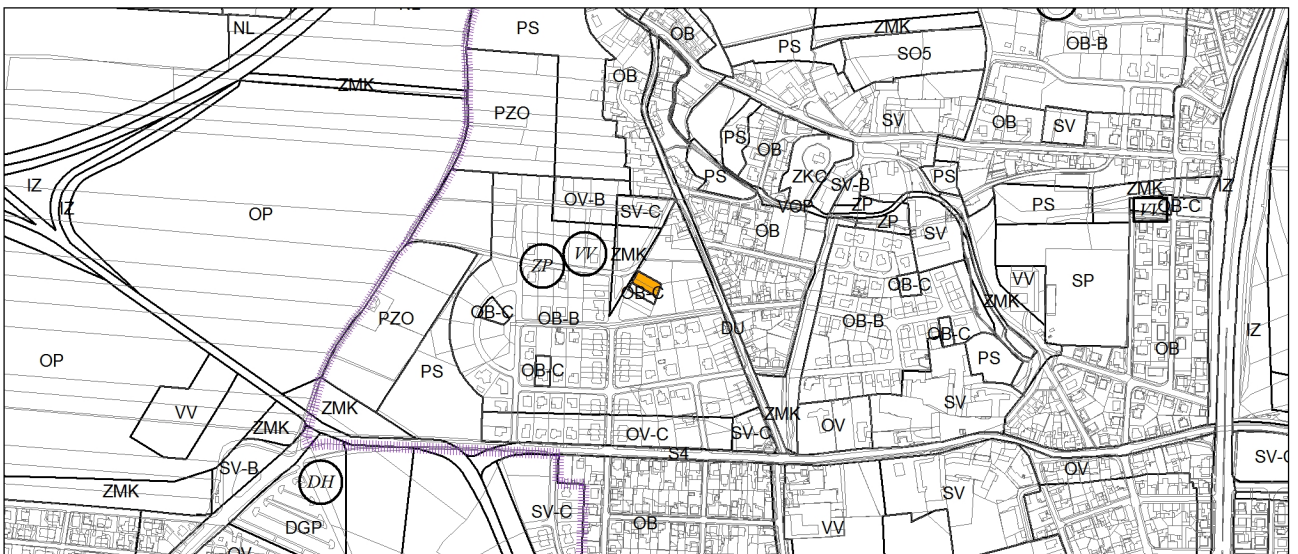 NL
PS
OB
ZMK
OB-B
PS
SO5
OB
ZMK
PZO
SV
OB
SV
PS
OB
PS
ZKC
SV-B
PS
IZ
ZMK
IZ
IZ
OP
OV-B
SV-C
VOP
ZP
PS
OB-C
ZP
OB
SV
ZMK
ZP
VV
VV
SP
OB-C
OB-C
ZMK
PZO
OB-C
OB-B
DU
OB-B
OB-C
IZ
OP
PS
OB-C
PS
OB
VV
ZMK
ZMK
SV
ZMK
OV-C
SV-C
OV
S4
SV-B
OV
SV-C
DH
ZMK
SV
SV-C
DGP
OB
VV
OV